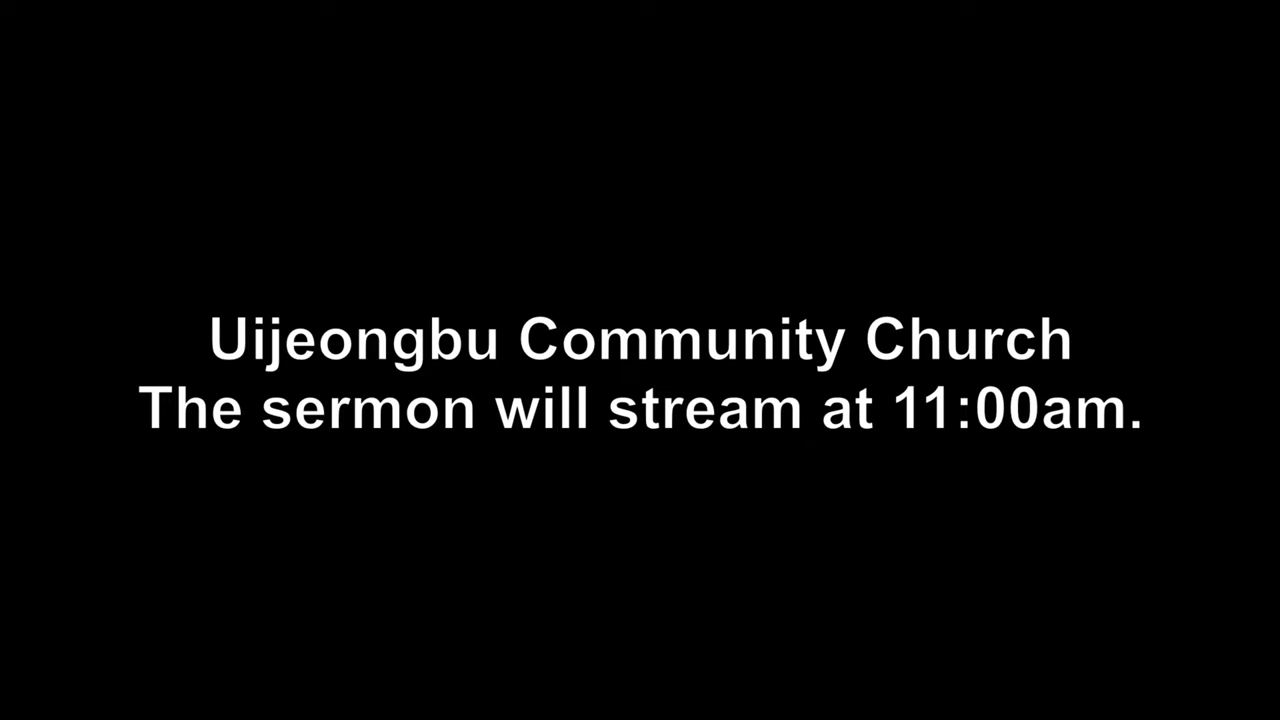 Uijeongbu Community Church
The sermon will stream at 11:00am.